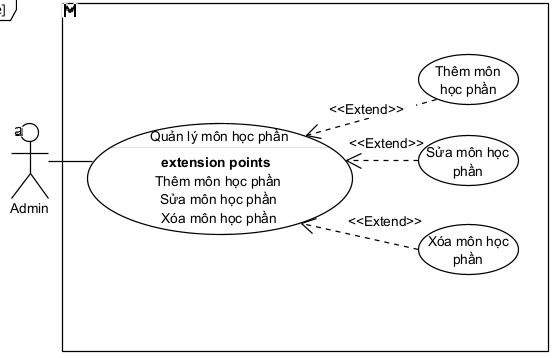 e]
M
Thêm môn
học phần
<<Extend>>
Quản lý môn học phần
extension points
Thêm môn học phần
Sửa môn học phần
Xóa môn học phần
<<Extend>>
Sửa môn học
phần
a
Admin
<<Extend>>
Xóa môn học
phần